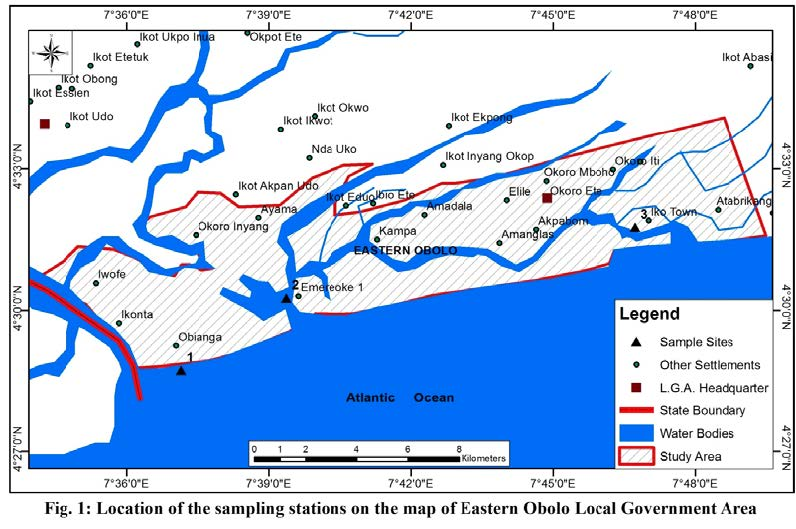 7°36'0"E 7°39'0"E 7°42'0"E 7°45'0"E 7°48'0"E
Ikot Ukpo Inua
Okpot Ete
Ikot Etetuk
Ikot Abasi
Ikot Obong
Ikot Essien
Ikot Okwo
Ikot Udo
Ikot Ikwot
Ikot Ekpong
Nda Uko
4°33'0"N
4°33'0"N
Ikot Inyang Okop
Okoro Iti
Okoro Mboho
Ikot Akpan Udo
Ikot Eduo
Ibio Ete
Elile
Okoro Ete
Ayama
Amadala
3
Iko Town
Atabrikang
Okoro Inyang
Kampa
Akpabom
Amanglas
EASTERN OBOLO
Iwofe
2
Emereoke 1
4°30'0"N
4°30'0"N
Ikonta
Obianga
1
Legend
Sample Sites
Other Settlements
L.G.A. Headquarter
State Boundary
Water Bodies
Study Area
Atlantic Ocean
0 1 2 4 6 8
Kilometers
4°27'0"N
4°27'0"N
7°36'0"E 7°39'0"E 7°42'0"E 7°45'0"E 7°48'0"E
Fig. 1: Location of the sampling stations on the map of Eastern Obolo Local Government Area